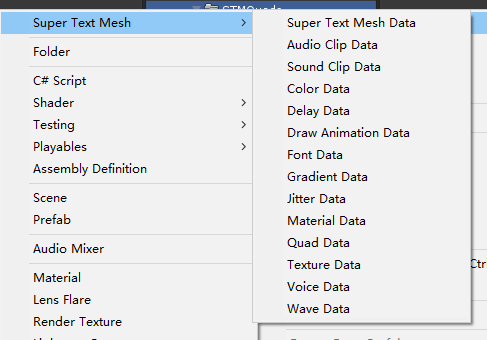 STMQuads
Super Text Mesh
Folder
C# Script
Shader
Testing
Playables
Assembly Definition
Scene
Prefab
Audio Mixer
Material
Lens Flare
Render Texture
Super Text Mesh Data
Audio Clip Data
Sound Clip Data
Color Data
Delay Data
Draw Animation Data
Font Data
Gradient Data
Jitter Data
Material Data
Quad Data
Texture Data
Voice Data
Wave Data
Ctr